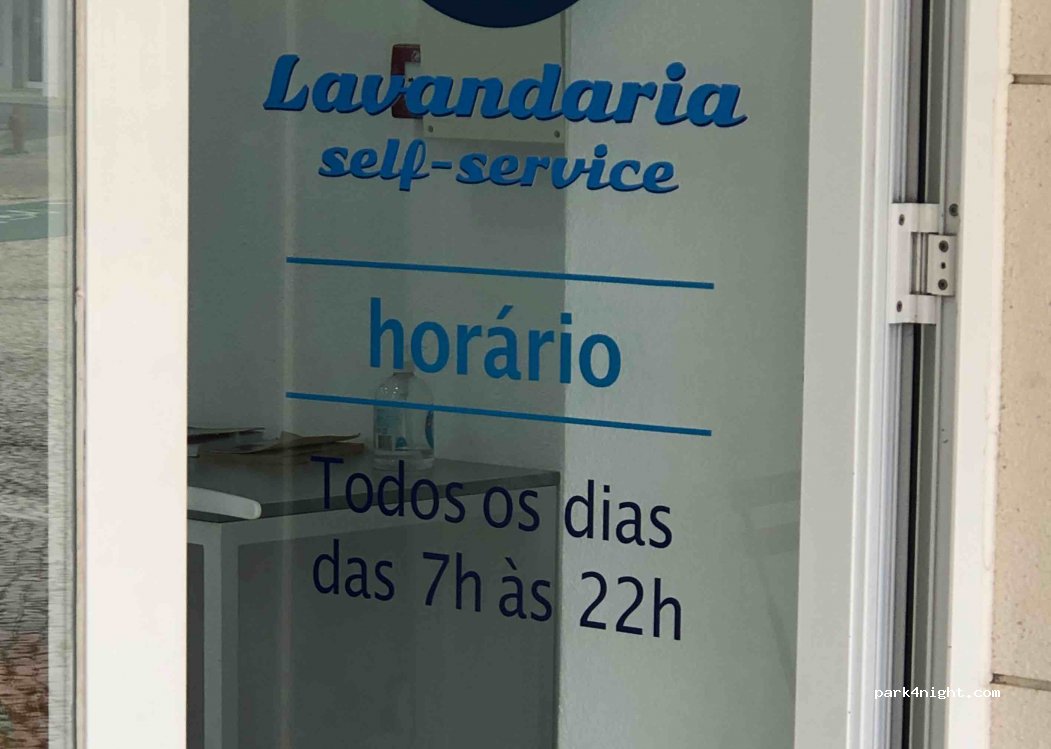 Lavandaria
self-service
horário
Todos os dias
das 7h às 22h
park4night.com